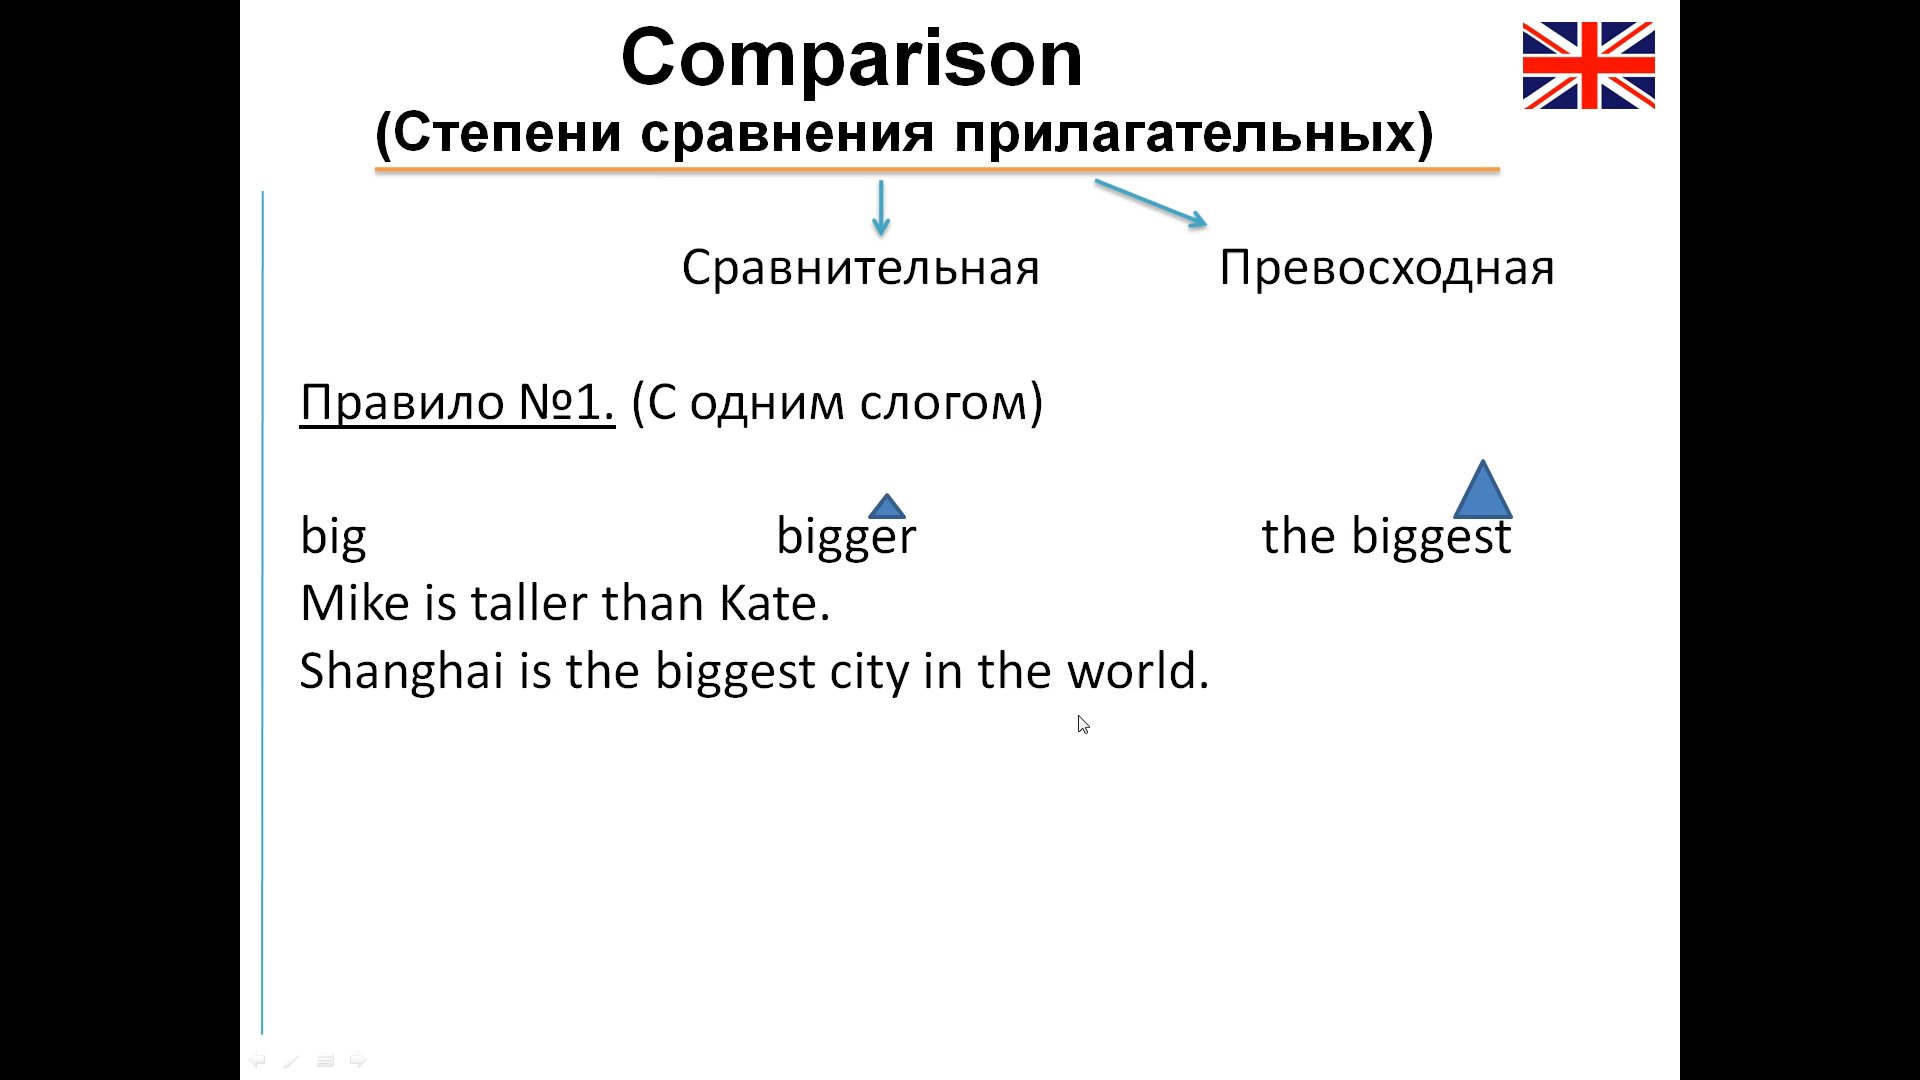 Comparison
(Степени сравнения прилагательных)
Сравнительная Превосходная
Правило №1. (С одним слогом)
big bigger the biggest
Mike is taller than Kate.
Shanghai is the biggest city in the world.